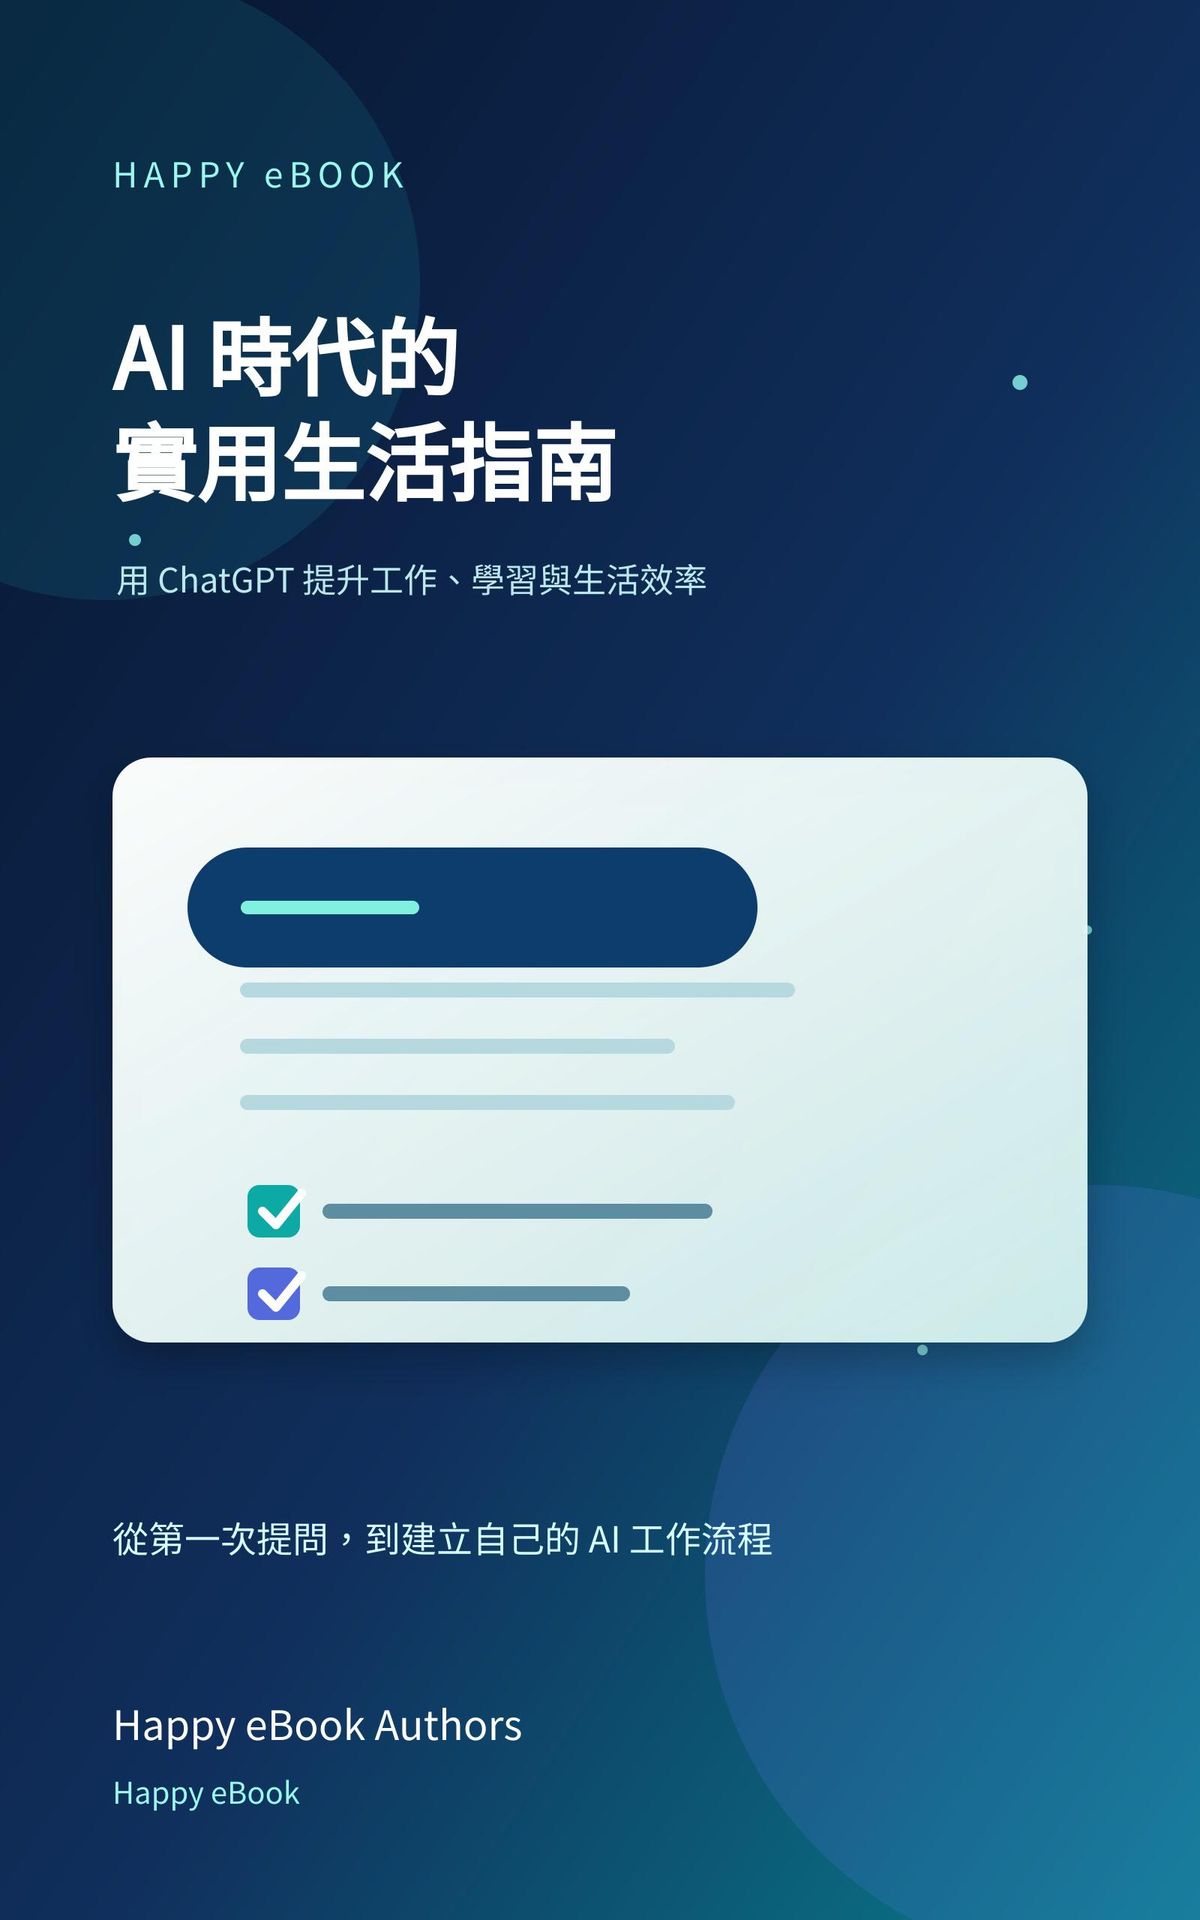 HAPPY eBOOK
AI 時代的
實用生活指南
用 ChatGPT 提升工作、學習與生活效率
從第一次提問，到建立自己的 AI 工作流程
Happy eBook Authors
Happy eBook